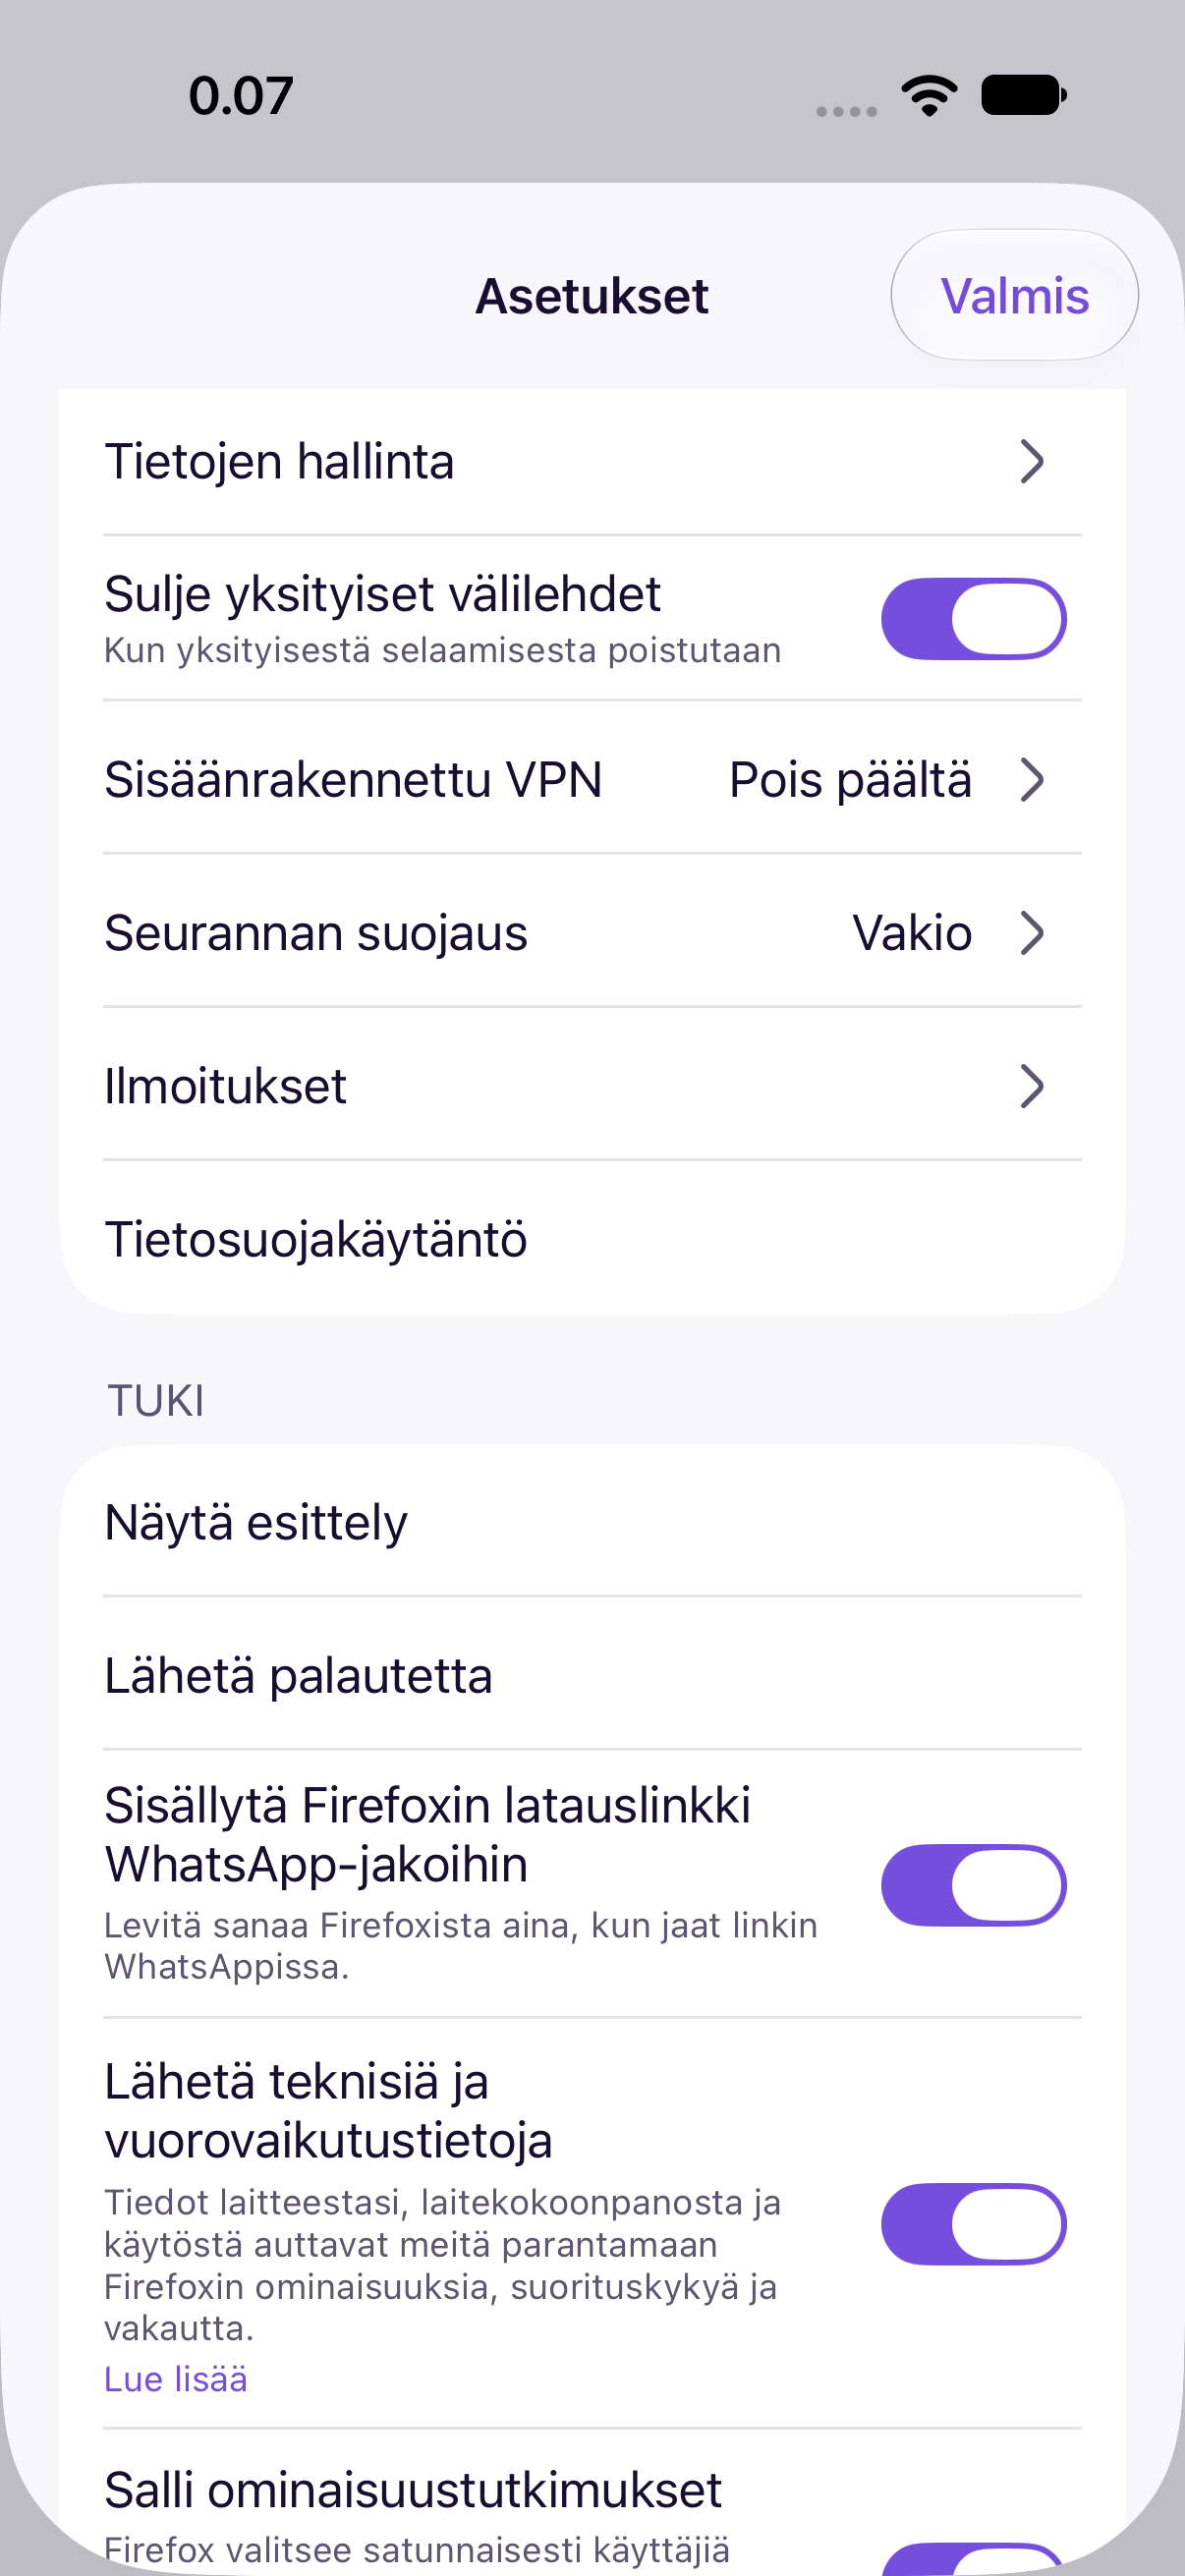 0.07
Asetukset
Valmis
Tietojen hallinta
Sulje yksityiset välilehdet
Kun yksityisestä selaamisesta poistutaan
Sisäänrakennettu VPN
Pois päältä
Seurannan suojaus
Vakio
Ilmoitukset
Tietosuojakäytäntö
TUKI
Näytä esittely
Lähetä palautetta
Sisällytä Firefoxin latauslinkki
WhatsApp-jakoihin
Levitä sanaa Firefoxista aina, kun jaat linkin
WhatsAppissa.
Lähetä teknisiä ja
vuorovaikutustietoja
Tiedot laitteestasi, laitekokoonpanosta ja
käytöstä auttavat meitä parantamaan
Firefoxin ominaisuuksia, suorituskykyä ja
vakautta.
Lue lisää
Salli ominaisuustutkimukset
Firefox valitsee satunnaisesti käyttäjiä